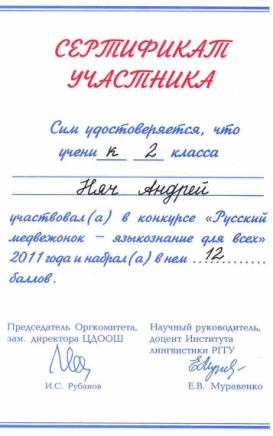 СЕРТИФИКАТ
УЧАСТНИКА
Сим удостоверяется, что
учени к 2 класса
Няч Андрей
участвовал(а) в конкурсе «Русский
медвежонок – языкознание для всех»
2011 года и набрал(а) в нем 12..........
баллов.
Председатель Оргкомитета,
зам. директора ЦДООШ
И.С. Рубанов
Научный руководитель,
доцент Института
лингвистики РГГУ
Е.В. Муравенко